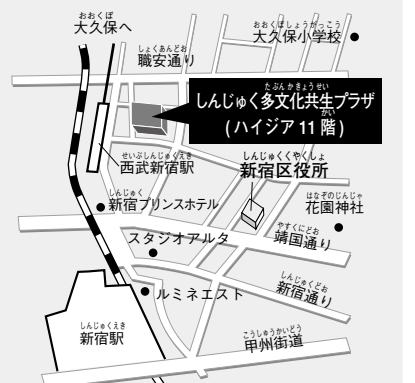 おおくぼ
大久保へ
おおくぼしょうがっこう
大久保小学校
しょくあんどお
職安通り
たぶんかきょうせい
しんじゅく多文化共生プラザ
かい
(ハイジア11階)
せいぶしんじゅくえき
西武新宿駅
しんじゅくくやくしょ
新宿区役所
しんじゅく
新宿プリンスホテル
はなぞのじんじゃ
花園神社
スタジオアルタ
やすくにどお
靖国通り
しんじゅくどお
新宿通り
ルミネエスト
しんじゅくえき
新宿駅
こうしゅうかいどう
甲州街道